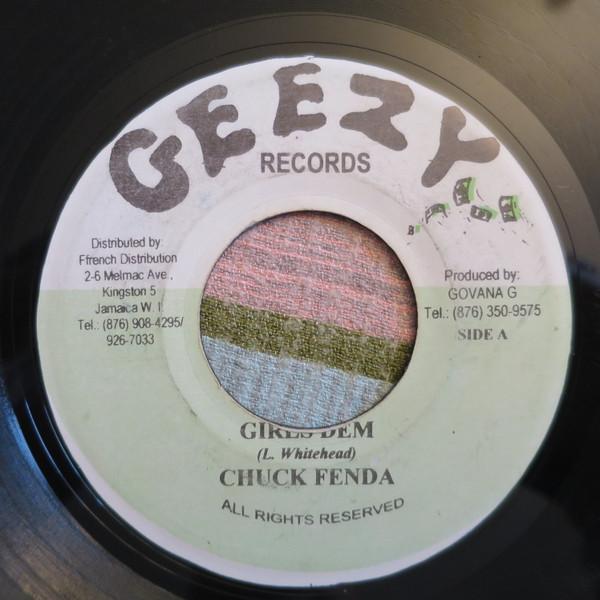 GEEZY
RECORDS
Distributed by:
Ffrench Distribution
2-6 Melmac Ave.,
Kingston 5
Jamaica W.I.
Tel.: (876) 908-4295/
926-7033
Produced by:
GOVANA G
Tel.: (876) 350-9575
SIDE A
GIRLS DEM
(L. Whitehead)
CHUCK FENDA
ALL RIGHTS RESERVED